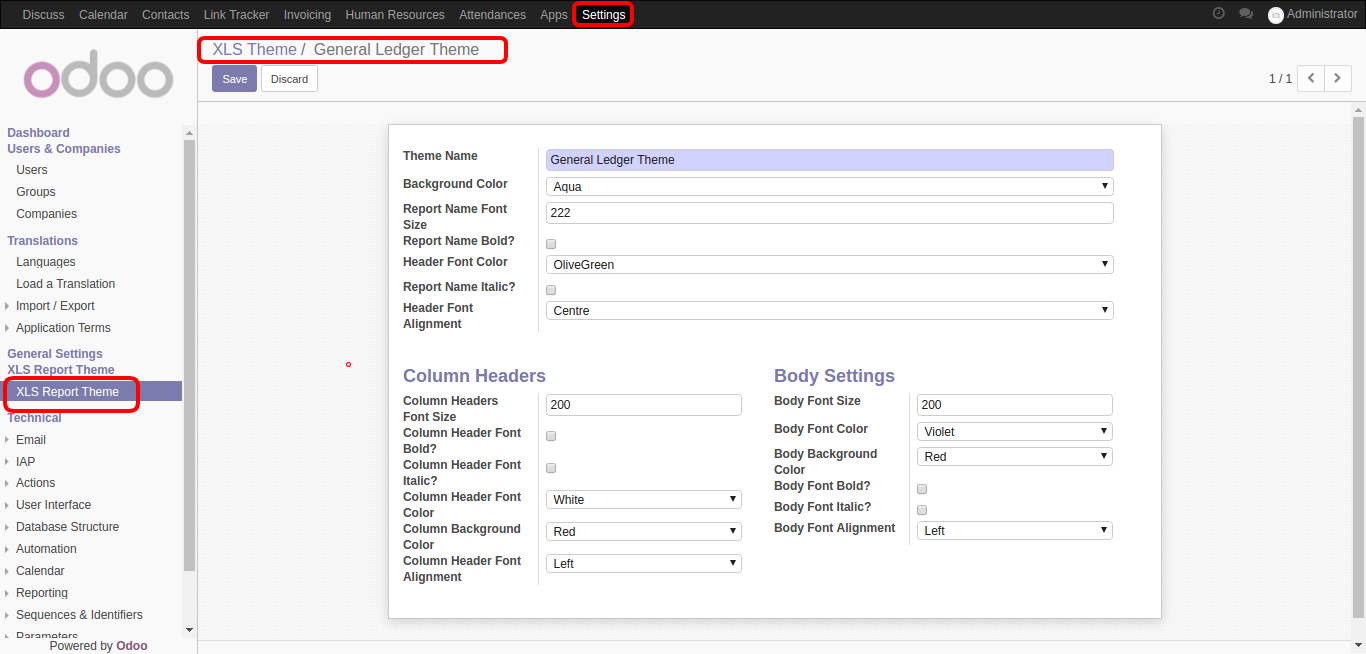 Discuss Calendar Contacts Link Tracker Invoicing Human Resources Attendances Apps Settings Administrator
odoo
XLS Theme / General Ledger Theme
Save Discard
1 / 1
Dashboard
Users & Companies
Users
Groups
Companies
Translations
Languages
Load a Translation
Import / Export
Application Terms
General Settings
XLS Report Theme
XLS Report Theme
Technical
Email
IAP
Actions
User Interface
Database Structure
Automation
Calendar
Reporting
Sequences & Identifiers
Parameters
Powered by Odoo
Theme Name General Ledger Theme
Background Color Aqua
Report Name Font
Size
222
Report Name Bold?
Header Font Color OliveGreen
Report Name Italic?
Header Font
Alignment
Centre
Column Headers
Column Headers
Font Size
200
Column Header Font
Bold?
Column Header Font
Italic?
Column Header Font
Color
White
Column Background
Color
Red
Column Header Font
Alignment
Left
Body Settings
Body Font Size 200
Body Font Color Violet
Body Background
Color
Red
Body Font Bold?
Body Font Italic?
Body Font Alignment Left